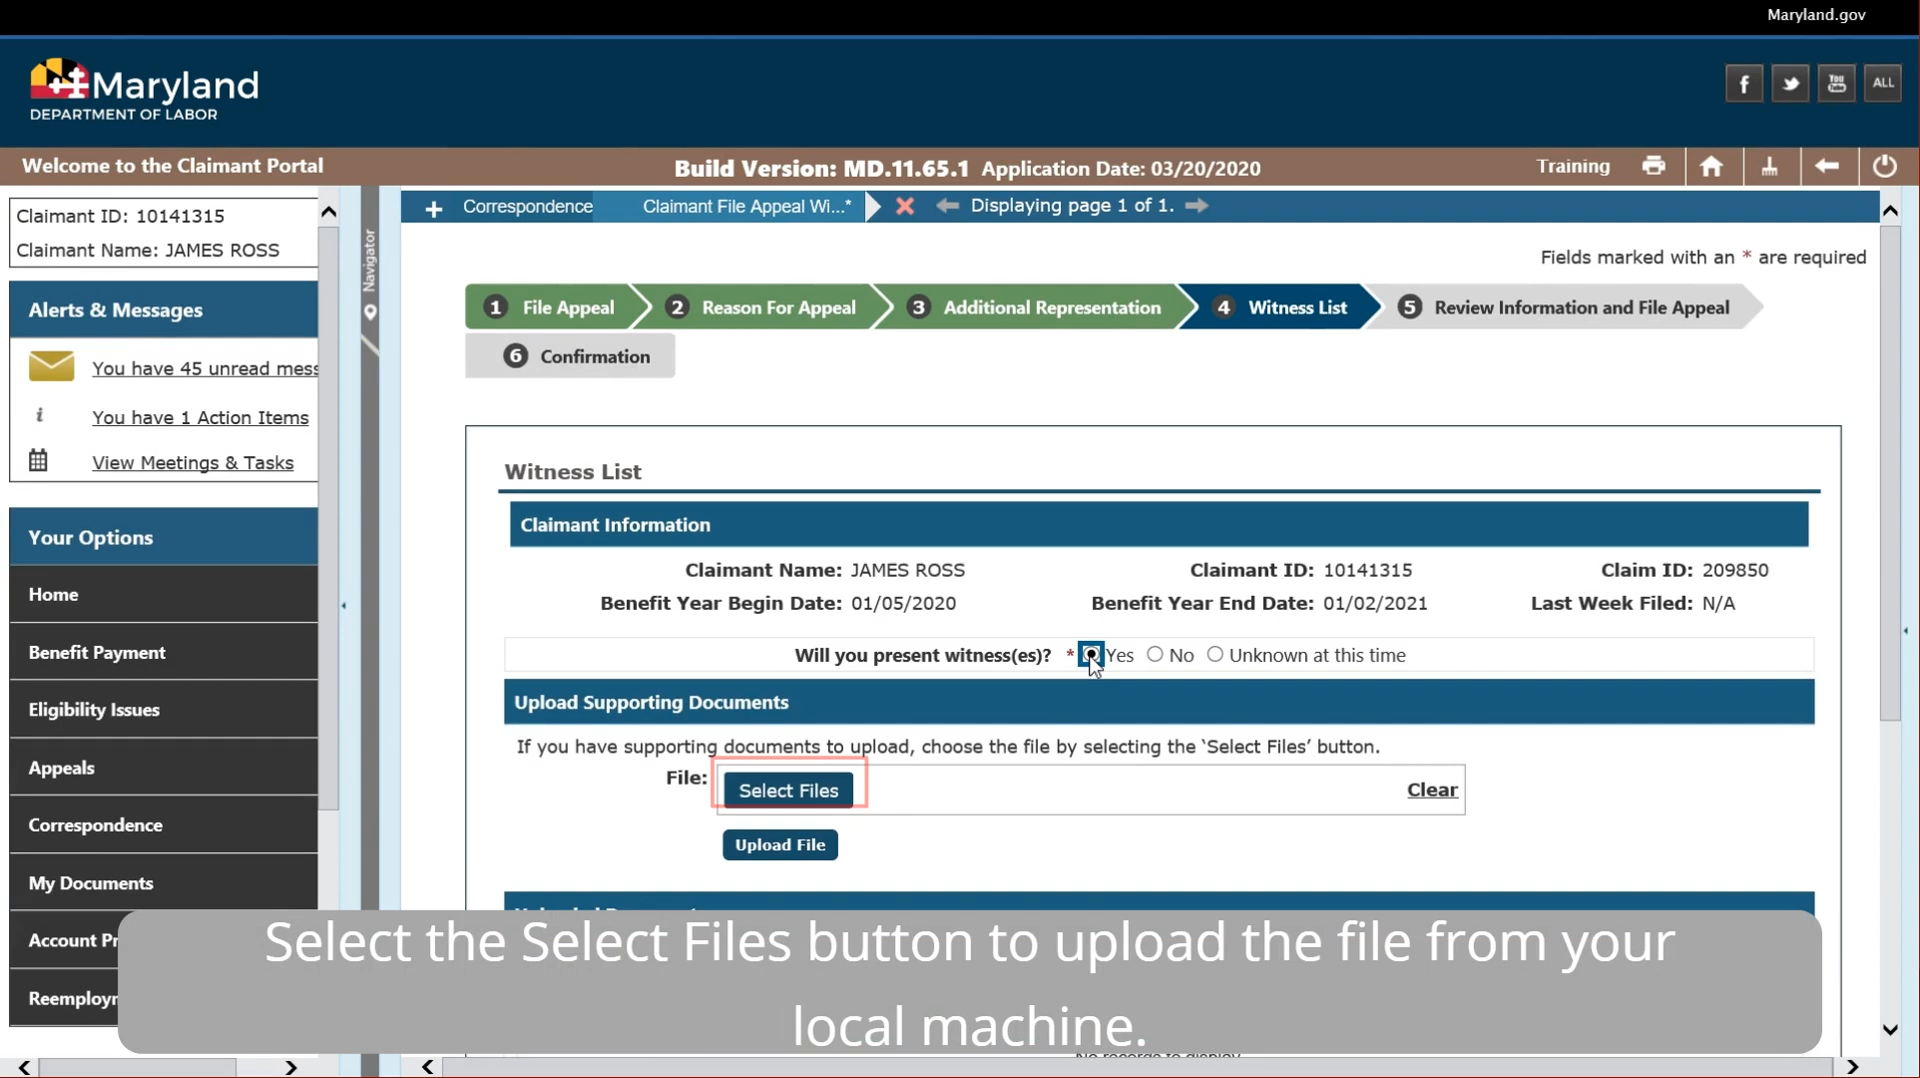 Maryland.gov
Maryland
DEPARTMENT OF LABOR
f
You
ALL
Welcome to the Claimant Portal
Build Version: MD.11.65.1 Application Date: 03/20/2020
Training
Claimant ID: 10141315
Claimant Name: JAMES ROSS
Alerts & Messages
You have 45 unread mess
You have 1 Action Items
View Meetings & Tasks
Your Options
Home
Benefit Payment
Eligibility Issues
Appeals
Correspondence
My Documents
Account Pr
Reemployn
Navigator
+ Correspondence Claimant File Appeal Wi...* Displaying page 1 of 1.
Fields marked with an * are required
1 File Appeal 2 Reason For Appeal 3 Additional Representation 4 Witness List 5 Review Information and File Appeal
6 Confirmation
Witness List
Claimant Information
Claimant Name: JAMES ROSS Claimant ID: 10141315 Claim ID: 209850
Benefit Year Begin Date: 01/05/2020 Benefit Year End Date: 01/02/2021 Last Week Filed: N/A
Will you present witness(es)? * Yes No Unknown at this time
Upload Supporting Documents
If you have supporting documents to upload, choose the file by selecting the ‘Select Files’ button.
File: Select Files Clear
Upload File
Select the Select Files button to upload the file from your
local machine.